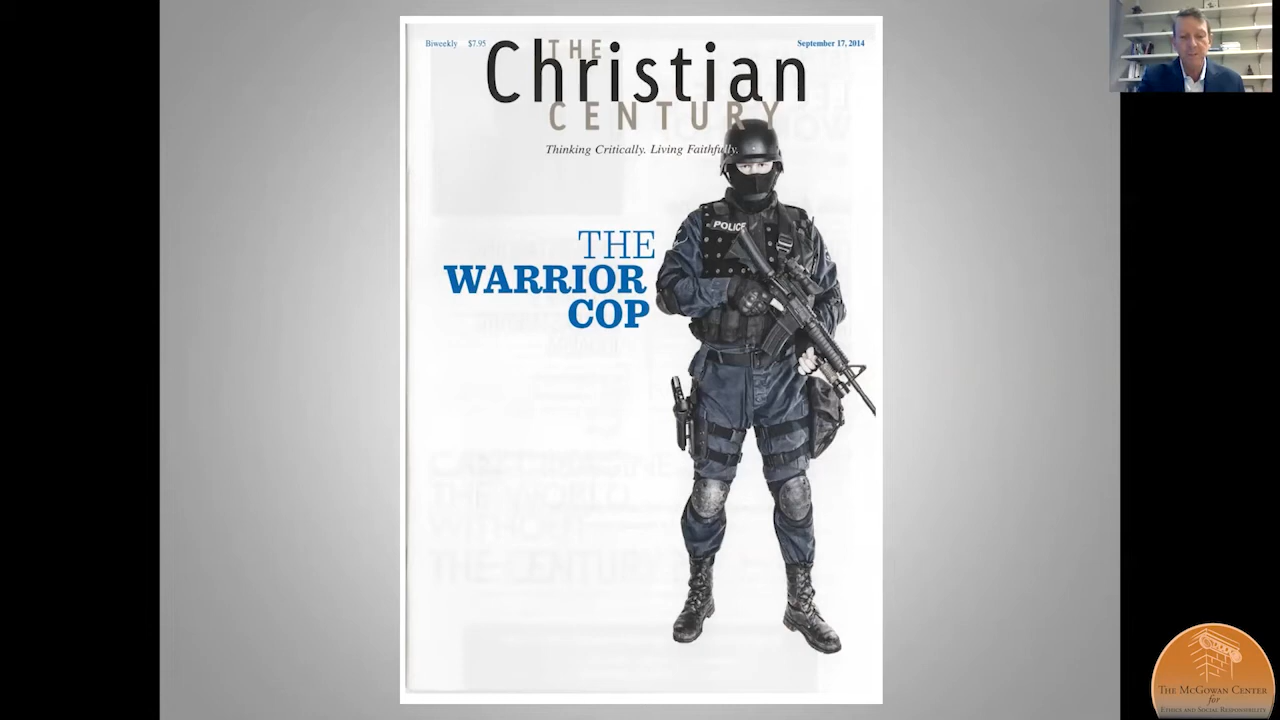 Biweekly $7.95
September 17, 2014
THE
Christian
CENTURY
Thinking Critically. Living Faithfully.
POLICE
THE
WARRIOR
COP
THE MCGOWAN CENTER
for
ETHICS AND SOCIAL RESPONSIBILITY